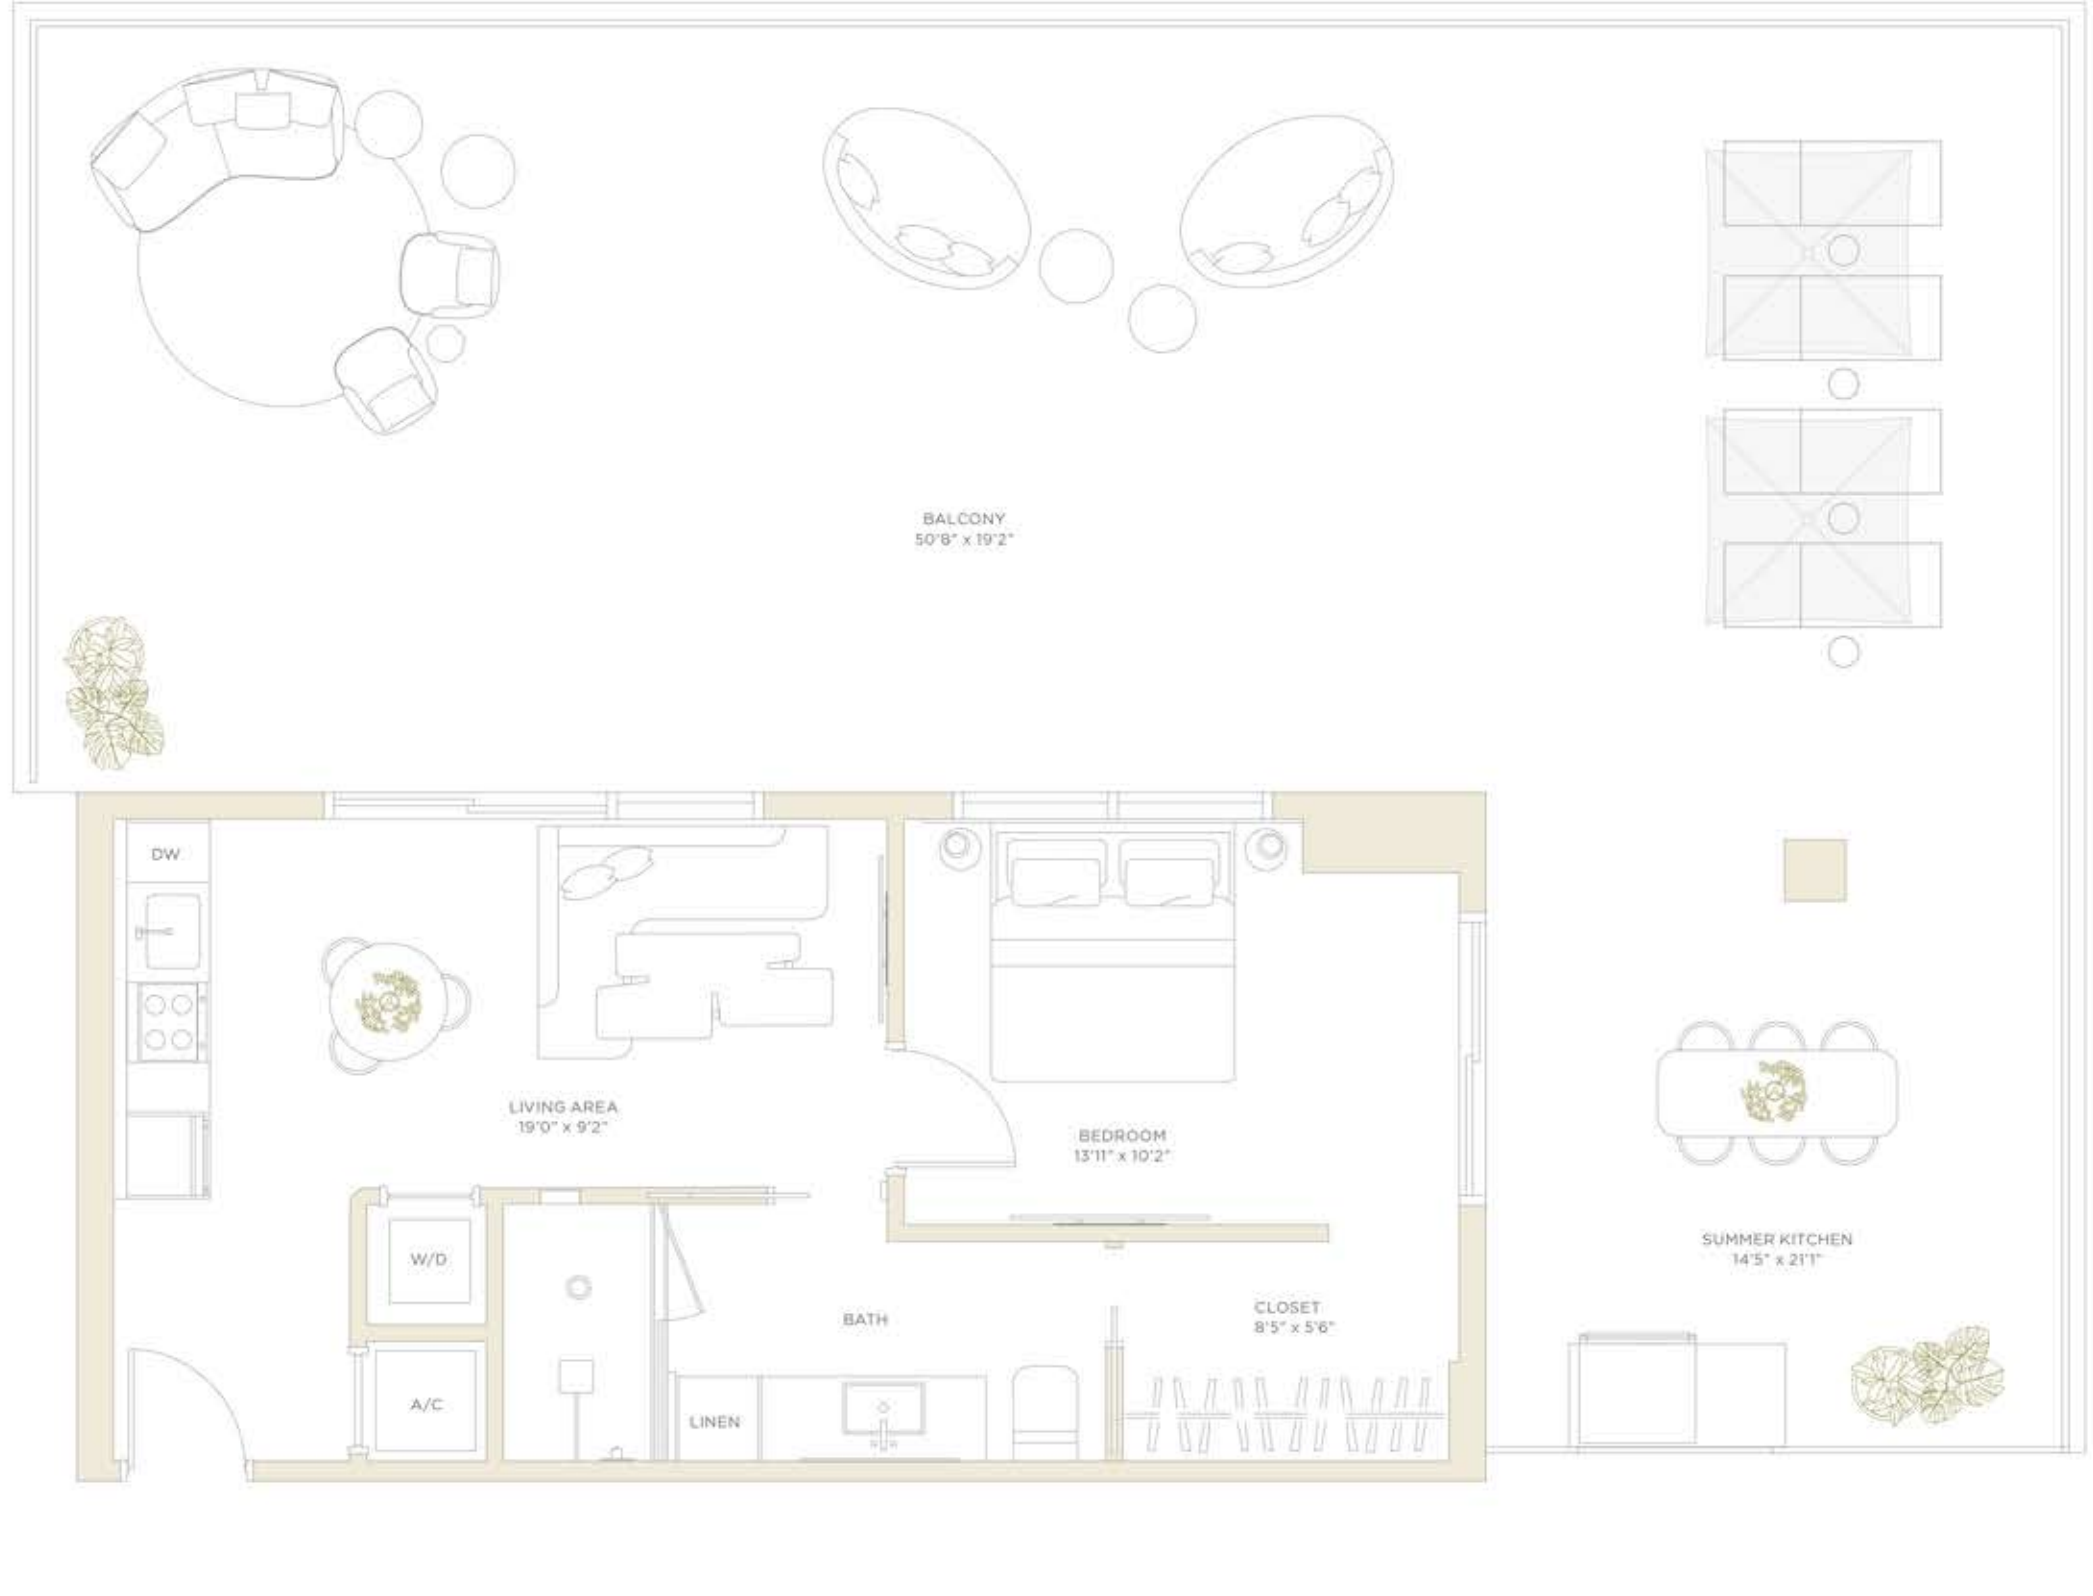 BALCONY
50'8" x 19'2"
DW
LIVING AREA
19'0" x 9'2"
BEDROOM
13'11" x 10'2"
W/D
A/C
LINEN
BATH
CLOSET
8'5" x 5'6"
SUMMER KITCHEN
14'5" x 21'1"